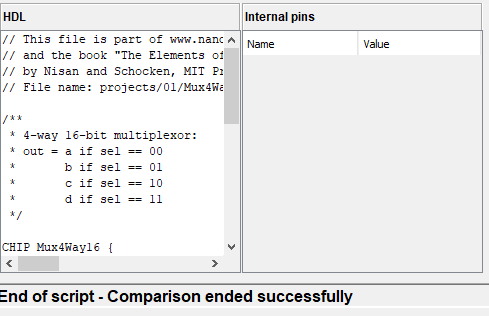 HDL
Internal pins
// This file is part of www.nand
// and the book "The Elements of
// by Nisan and Schocken, MIT Pr
// File name: projects/01/Mux4Wa
/**
* 4-way 16-bit multiplexor:
* out = a if sel == 00
* b if sel == 01
* c if sel == 10
* d if sel == 11
*/
CHIP Mux4Way16 {
Name Value
End of script - Comparison ended successfully